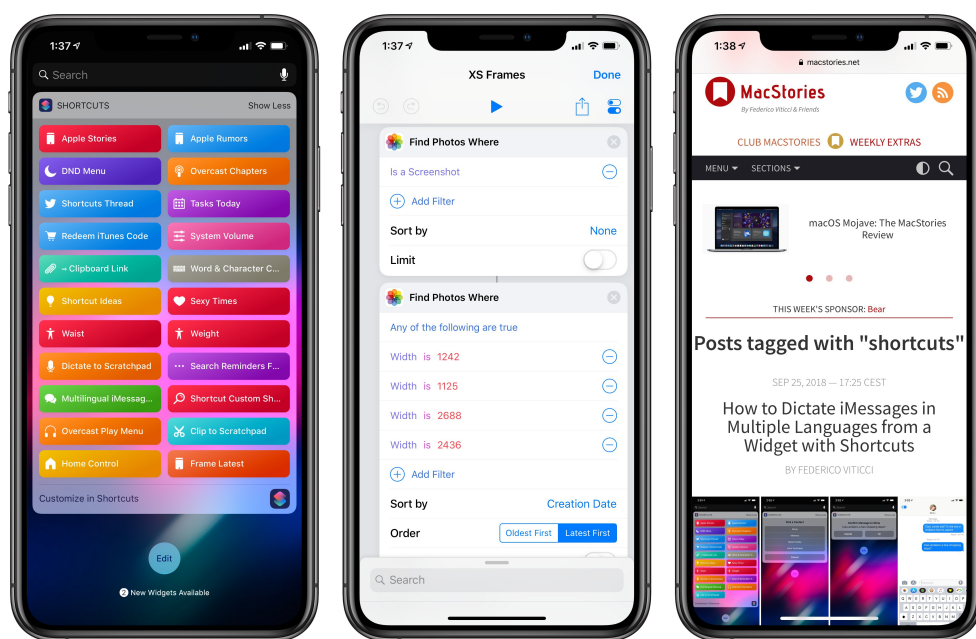 1:37
Search
SHORTCUTS
Show Less
Apple Stories
Apple Rumors
DND Menu
Overcast Chapters
Shortcuts Thread
Tasks Today
Redeem iTunes Code
System Volume
→ Clipboard Link
Word & Character C...
Shortcut Ideas
Sexy Times
Waist
Weight
Dictate to Scratchpad
Search Reminders F...
Multilingual iMessag...
Shortcut Custom Sh...
Overcast Play Menu
Clip to Scratchpad
Home Control
Frame Latest
Customize in Shortcuts
Edit
2 New Widgets Available
1:37
XS Frames
Done
Find Photos Where
Is a Screenshot
Add Filter
Sort by
None
Limit
Find Photos Where
Any of the following are true
Width is 1242
Width is 1125
Width is 2688
Width is 2436
Add Filter
Sort by
Creation Date
Order
Oldest First
Latest First
Search
1:38
macstories.net
MacStories
By Federico Viticci & Friends
CLUB MACSTORIES
WEEKLY EXTRAS
MENU
SECTIONS
macOS Mojave: The MacStories
Review
THIS WEEK'S SPONSOR: Bear
Posts tagged with "shortcuts"
SEP 25, 2018 — 17:25 CEST
How to Dictate iMessages in
Multiple Languages from a
Widget with Shortcuts
BY FEDERICO VITICCI